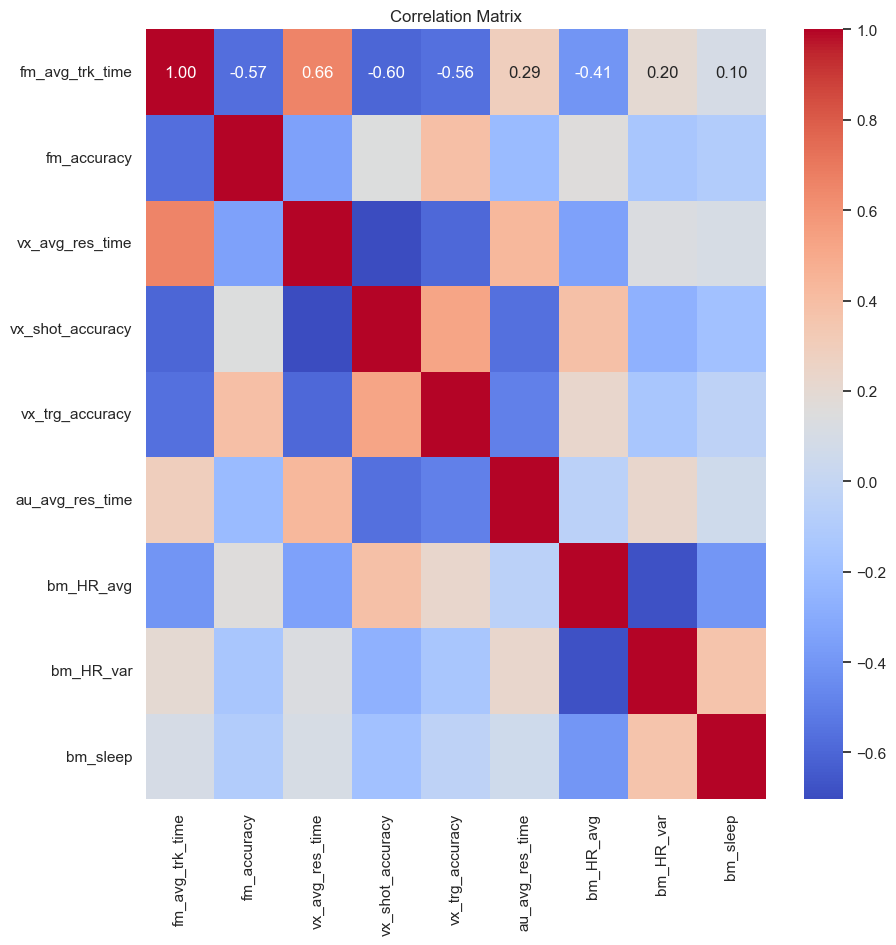 Correlation Matrix
fm_avg_trk_time 1.00 -0.57 0.66 -0.60 -0.56 0.29 -0.41 0.20 0.10
fm_accuracy
vx_avg_res_time
vx_shot_accuracy
vx_trg_accuracy
au_avg_res_time
bm_HR_avg
bm_HR_var
bm_sleep
fm_avg_trk_time
fm_accuracy
vx_avg_res_time
vx_shot_accuracy
vx_trg_accuracy
au_avg_res_time
bm_HR_avg
bm_HR_var
bm_sleep
1.0
0.8
0.6
0.4
0.2
0.0
−0.2
−0.4
−0.6